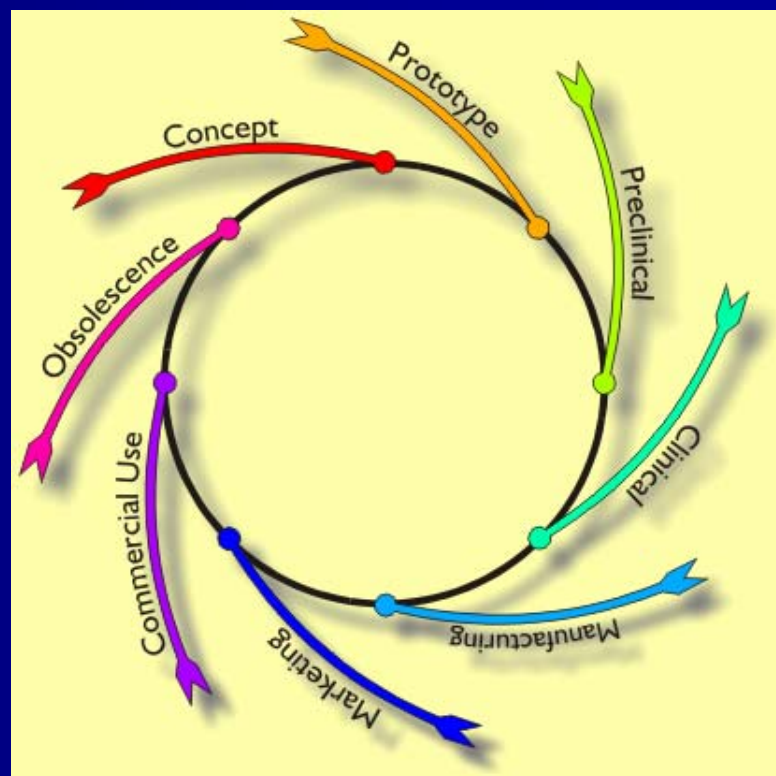 Concept
Prototype
Preclinical
Clinical
Manufacturing
Marketing
Commercial Use
Obsolescence